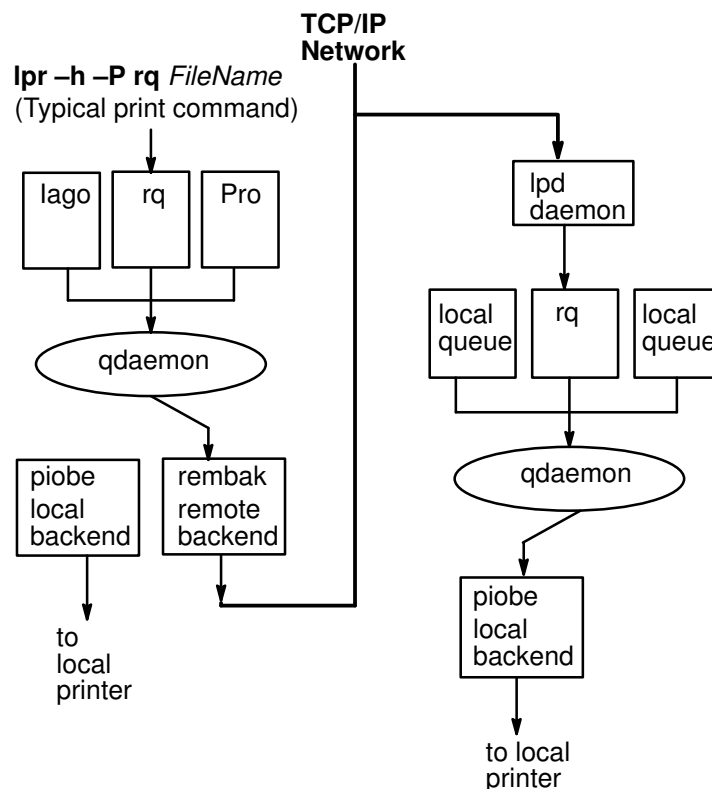 TCP/IP
Network
lpr –h –P rq FileName
(Typical print command)
Iago
rq
Pro
qdaemon
piobe
local
backend
rembak
remote
backend
to
local
printer
lpd
daemon
local
queue
rq
local
queue
qdaemon
piobe
local
backend
to local
printer